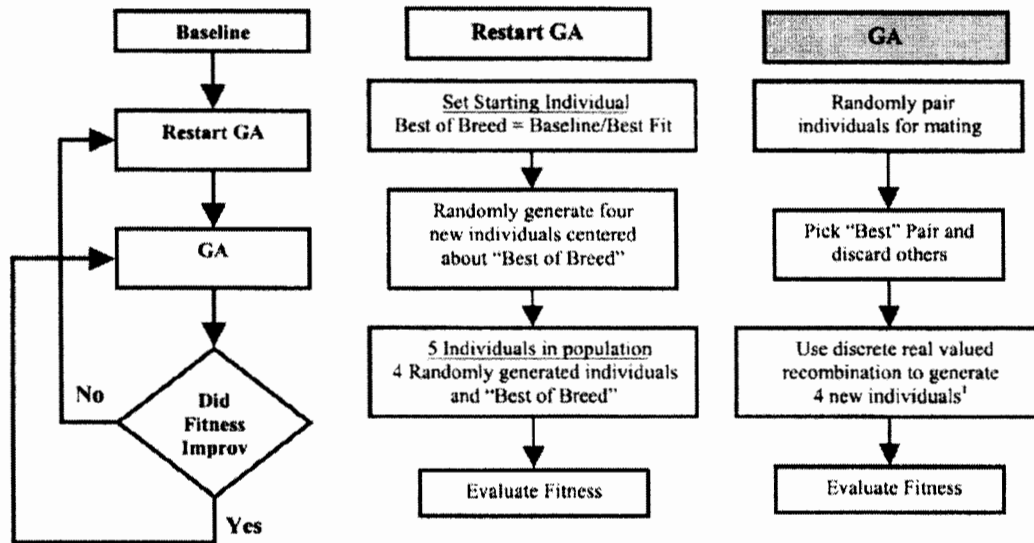 Baseline
Restart GA
GA
Did
Fitness
Improv
No
Yes
Restart GA
Set Starting Individual
Best of Breed = Baseline/Best Fit
Randomly generate four
new individuals centered
about “Best of Breed”
5 Individuals in population
4 Randomly generated individuals
and “Best of Breed”
Evaluate Fitness
GA
Randomly pair
individuals for mating
Pick “Best” Pair and
discard others
Use discrete real valued
recombination to generate
4 new individuals¹
Evaluate Fitness